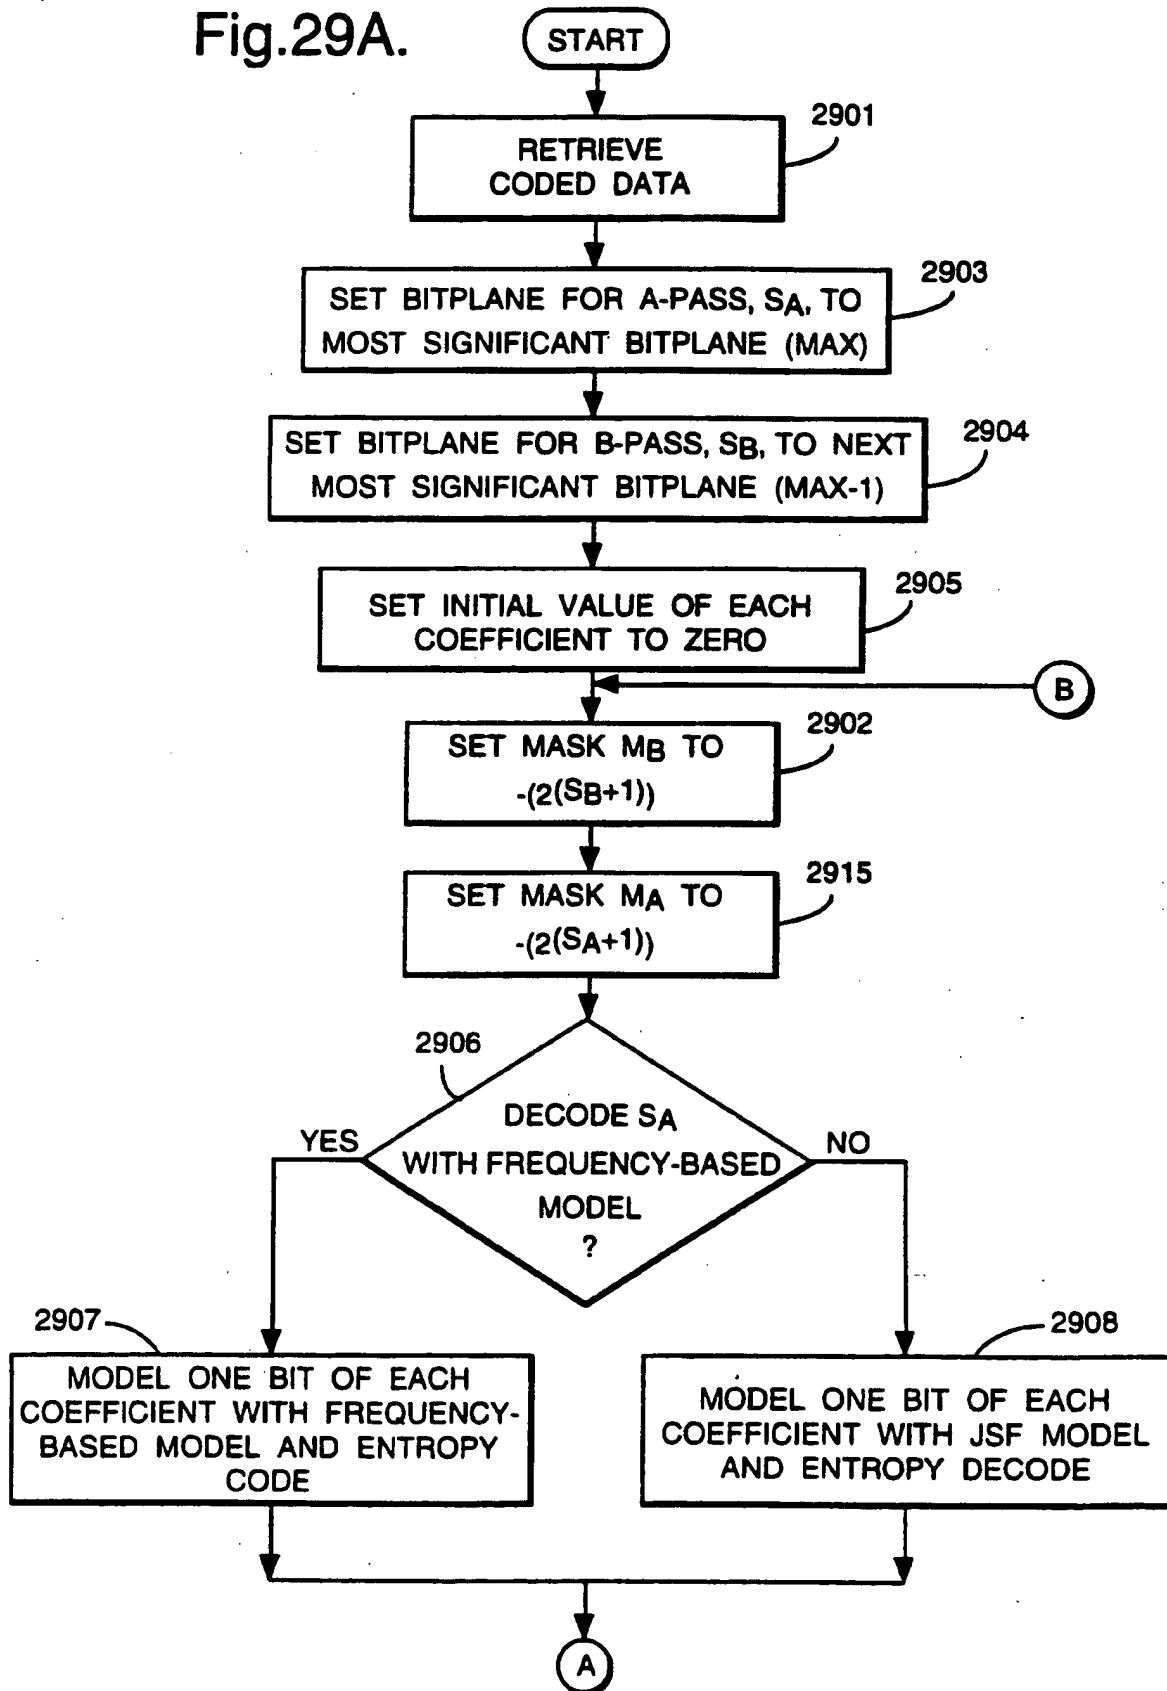 Fig.29A.
START
2901
RETRIEVE
CODED DATA
2903
SET BITPLANE FOR A-PASS, SA, TO
MOST SIGNIFICANT BITPLANE (MAX)
2904
SET BITPLANE FOR B-PASS, SB, TO NEXT
MOST SIGNIFICANT BITPLANE (MAX-1)
2905
SET INITIAL VALUE OF EACH
COEFFICIENT TO ZERO
B
2902
SET MASK MB TO
-(2(SB+1))
2915
SET MASK MA TO
-(2(SA+1))
2906
DECODE SA
WITH FREQUENCY-BASED
MODEL
?
YES
NO
2907
MODEL ONE BIT OF EACH
COEFFICIENT WITH FREQUENCY-
BASED MODEL AND ENTROPY
CODE
2908
MODEL ONE BIT OF EACH
COEFFICIENT WITH JSF MODEL
AND ENTROPY DECODE
A